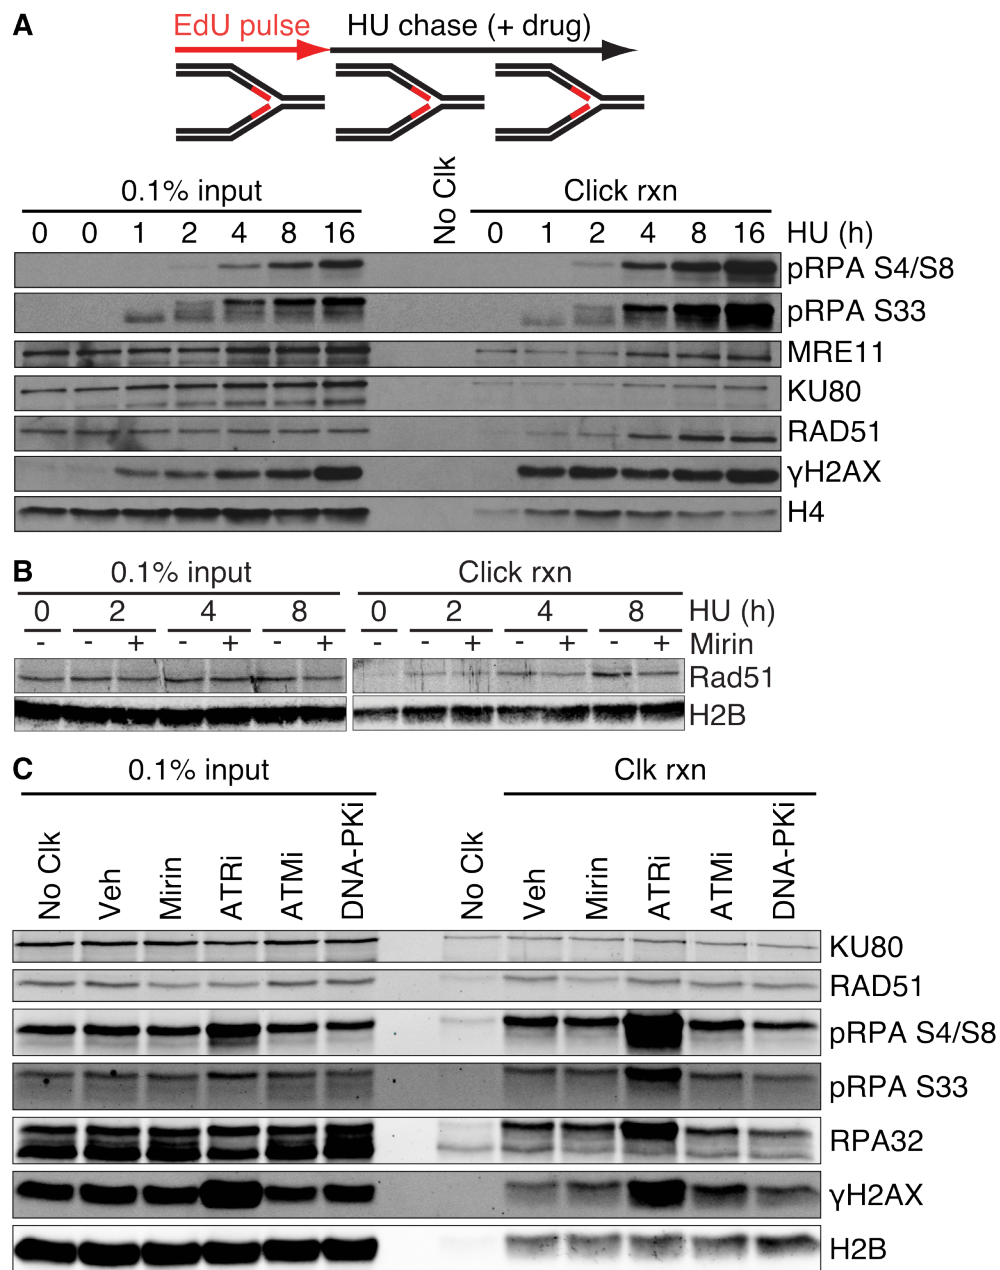 A
EdU pulse HU chase (+ drug)
0.1% input No Clk Click rxn
0 0 1 2 4 8 16 0 1 2 4 8 16 HU (h)
pRPA S4/S8
pRPA S33
MRE11
KU80
RAD51
γH2AX
H4
B 0.1% input Click rxn
0 2 4 8 0 2 4 8 HU (h)
- - + - + - + - - + - + - + Mirin
Rad51
H2B
C 0.1% input Clk rxn
No Clk Veh Mirin ATRi ATMi DNA-PKi No Clk Veh Mirin ATRi ATMi DNA-PKi
KU80
RAD51
pRPA S4/S8
pRPA S33
RPA32
γH2AX
H2B